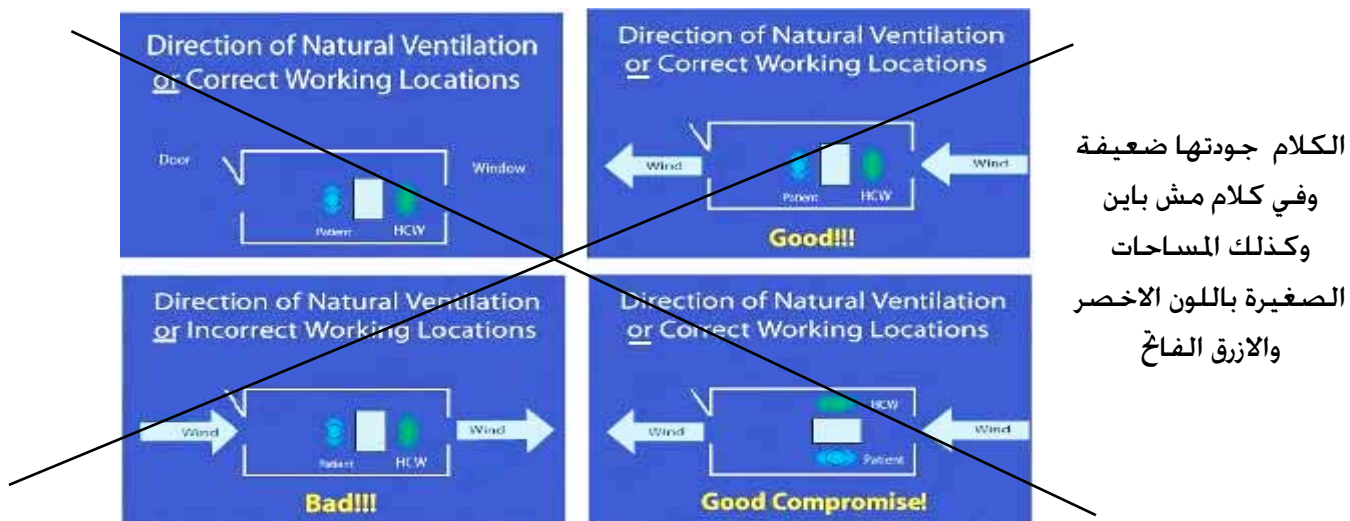 Direction of Natural Ventilation
or Correct Working Locations
Door
Window
Patient
HCW
Direction of Natural Ventilation
or Correct Working Locations
Wind
Wind
Patient
HCW
Good!!!
Direction of Natural Ventilation
or Incorrect Working Locations
Wind
Wind
Patient
HCW
Bad!!!
Direction of Natural Ventilation
or Correct Working Locations
HCW
Wind
Wind
Patient
Good Compromise!
الكلام جودتها ضعيفة
وفي كلام مش باين
وكذلك المساحات
الصغيرة باللون الاخضر
والازرق الفاتح